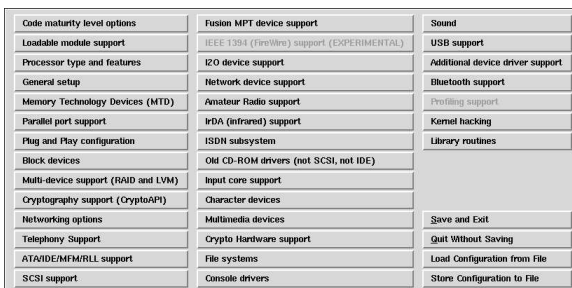 Code maturity level options
Loadable module support
Processor type and features
General setup
Memory Technology Devices (MTD)
Parallel port support
Plug and Play configuration
Block devices
Multi-device support (RAID and LVM)
Cryptography support (CryptoAPI)
Networking options
Telephony Support
ATA/IDE/MFM/RLL support
SCSI support
Fusion MPT device support
IEEE 1394 (FireWire) support (EXPERIMENTAL)
I2O device support
Network device support
Amateur Radio support
IrDA (infrared) support
ISDN subsystem
Old CD-ROM drivers (not SCSI, not IDE)
Input core support
Character devices
Multimedia devices
Crypto Hardware support
File systems
Console drivers
Sound
USB support
Additional device driver support
Bluetooth support
Profiling support
Kernel hacking
Library routines
Save and Exit
Quit Without Saving
Load Configuration from File
Store Configuration to File